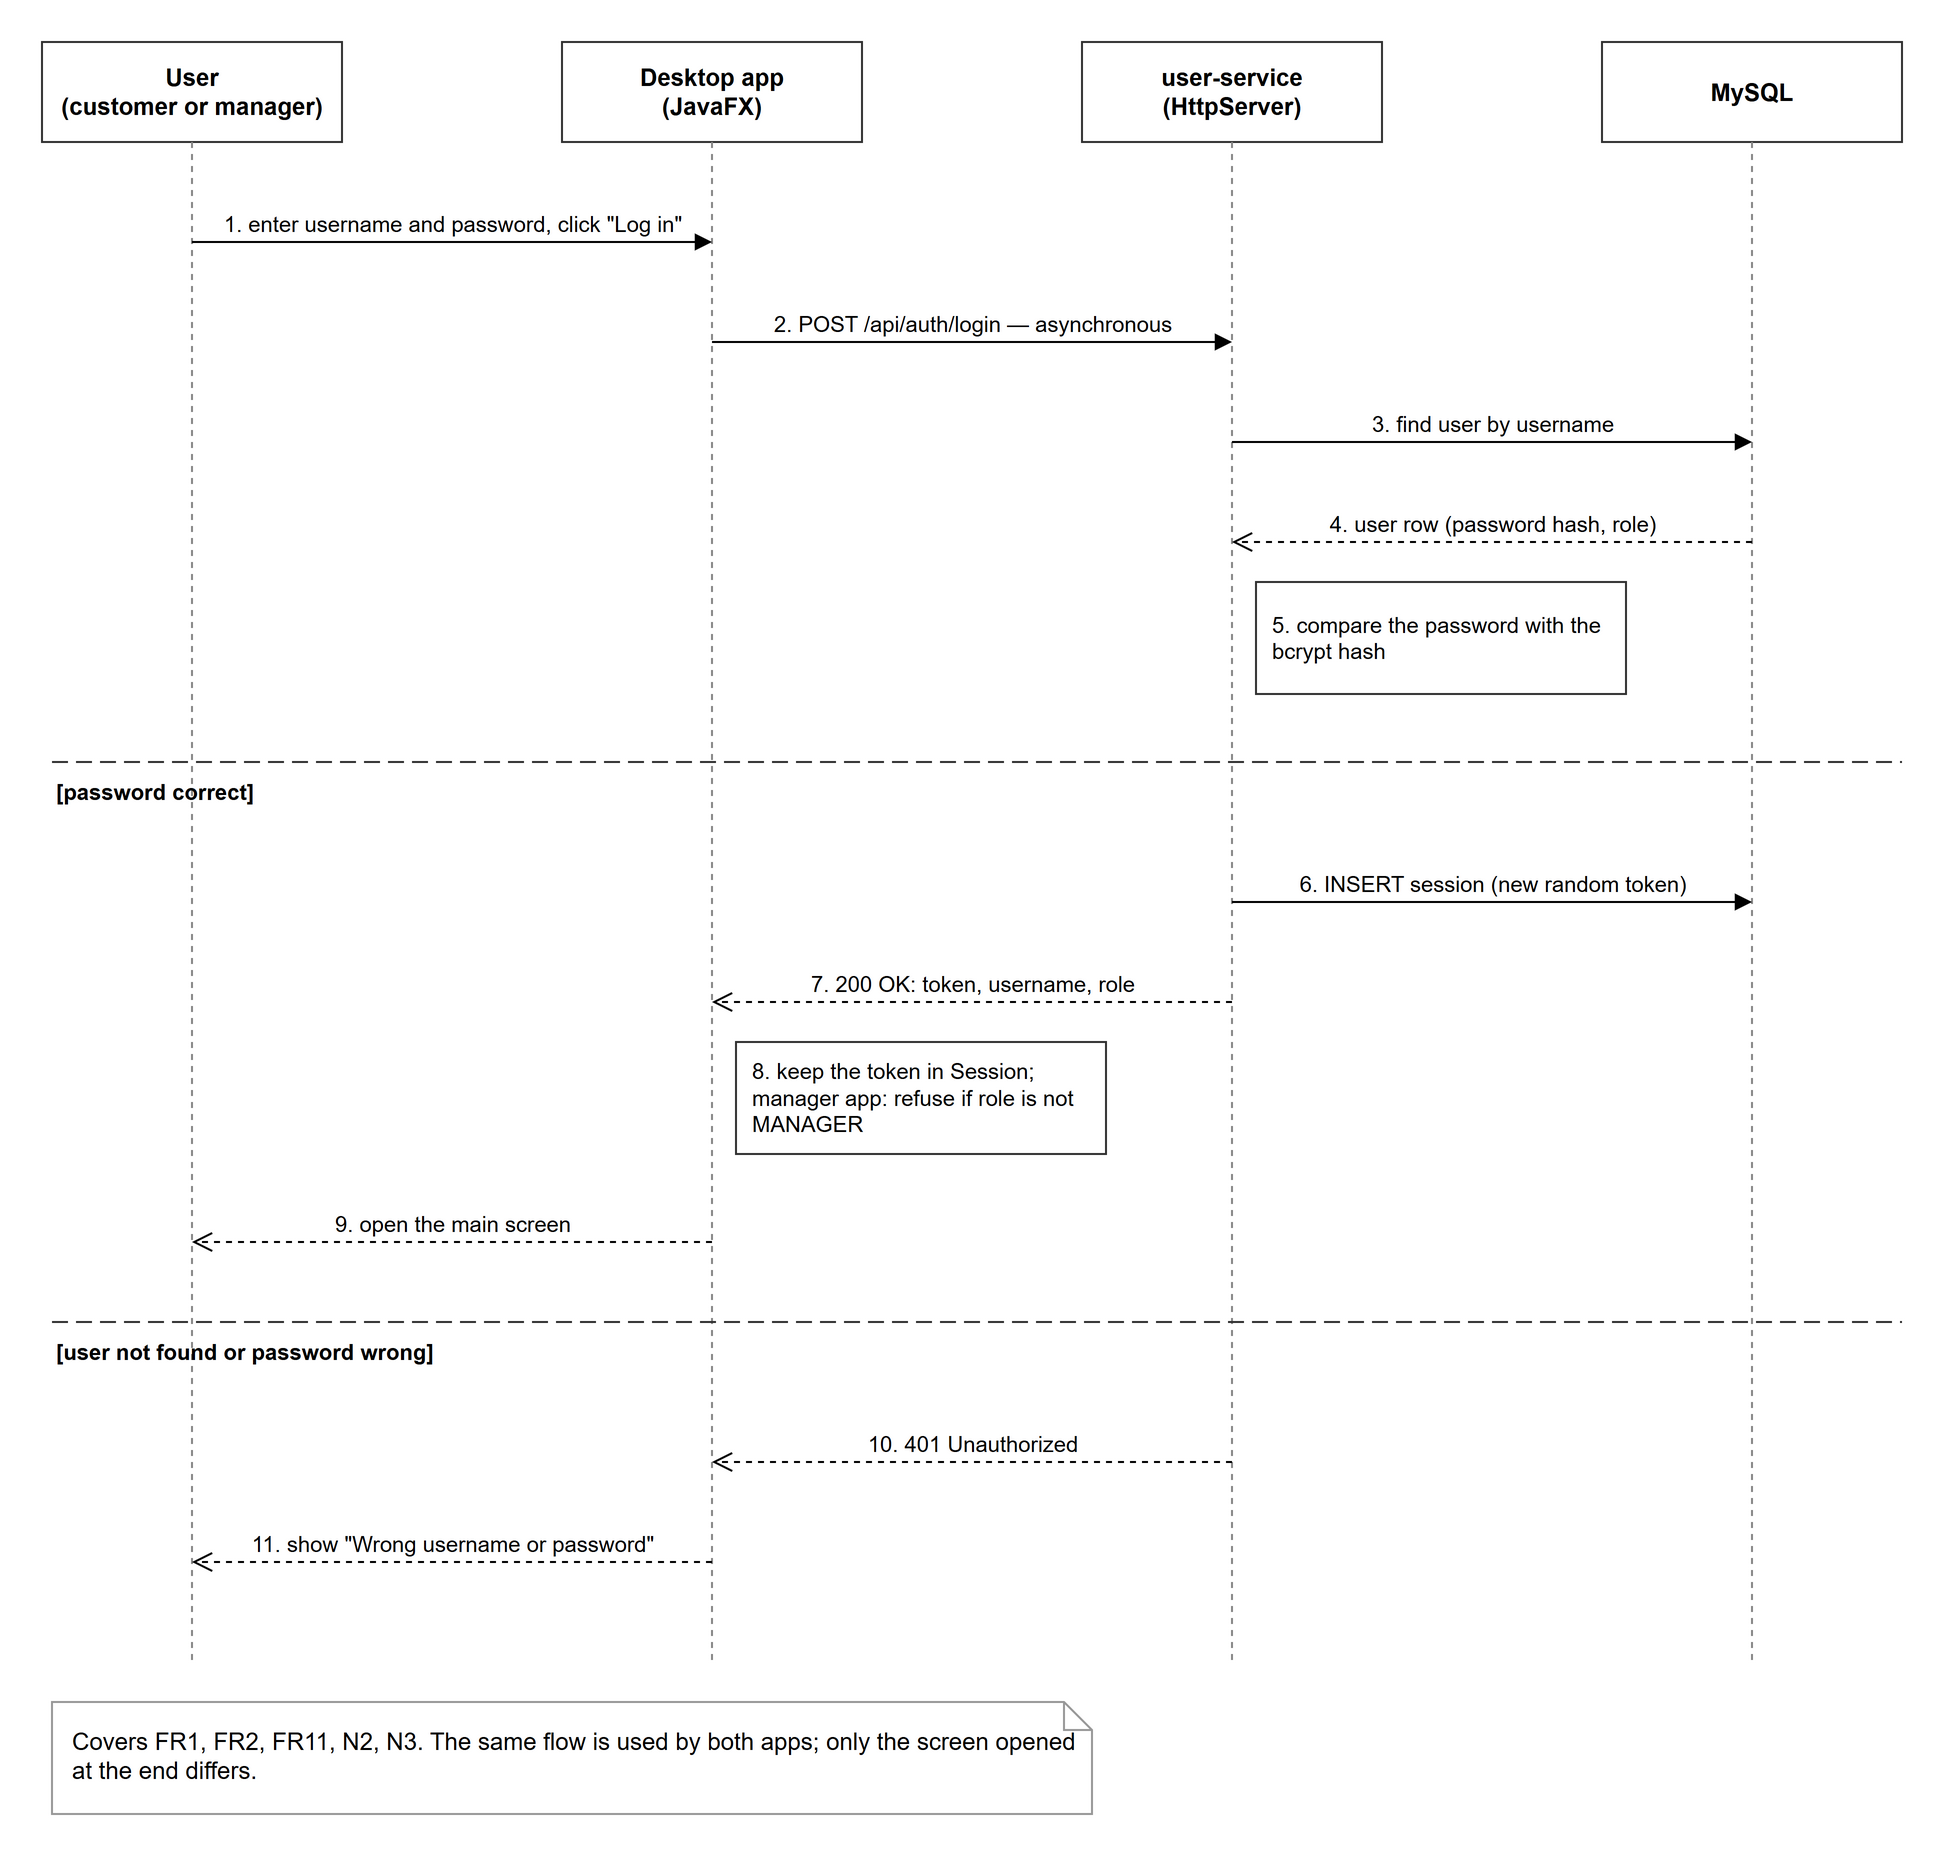 User
(customer or manager)
Desktop app
(JavaFX)
user-service
(HttpServer)
MySQL
1. enter username and password, click "Log in"
2. POST /api/auth/login — asynchronous
3. find user by username
4. user row (password hash, role)
5. compare the password with the
bcrypt hash
[password correct]
6. INSERT session (new random token)
7. 200 OK: token, username, role
8. keep the token in Session;
manager app: refuse if role is not
MANAGER
9. open the main screen
[user not found or password wrong]
10. 401 Unauthorized
11. show "Wrong username or password"
Covers FR1, FR2, FR11, N2, N3. The same flow is used by both apps; only the screen opened
at the end differs.